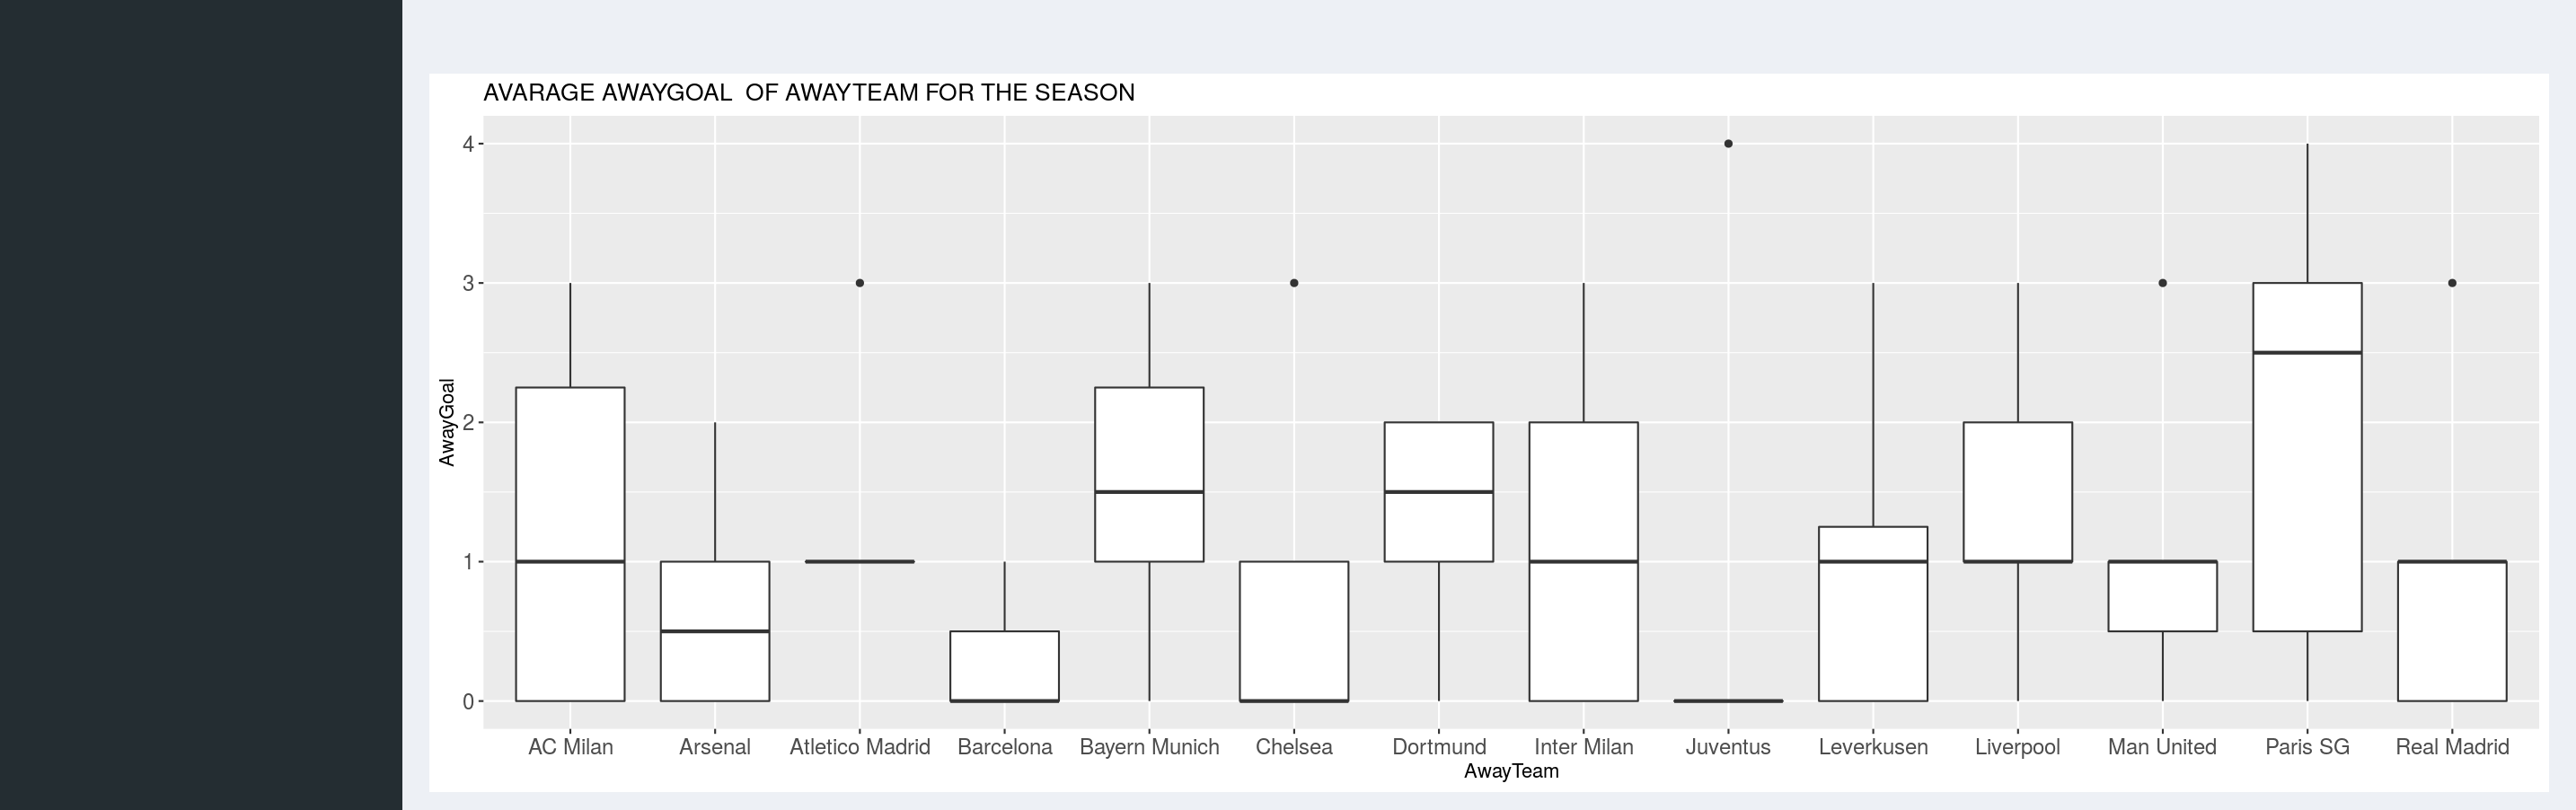 AVARAGE AWAYGOAL  OF AWAYTEAM FOR THE SEASON
4
3
2
1
0
AwayGoal
AC Milan
Arsenal
Atletico Madrid
Barcelona
Bayern Munich
Chelsea
Dortmund
Inter Milan
Juventus
Leverkusen
Liverpool
Man United
Paris SG
Real Madrid
AwayTeam